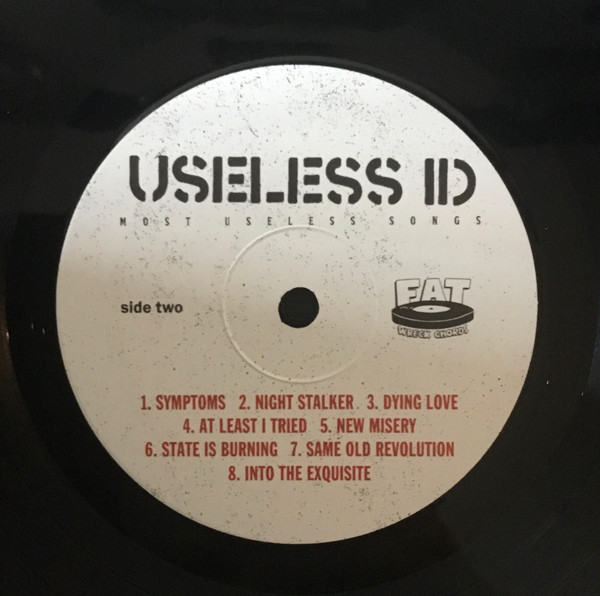 USELESS ID
MOST USELESS SONGS
side two
FAT
WRECK CHORDS
1. SYMPTOMS 2. NIGHT STALKER 3. DYING LOVE
4. AT LEAST I TRIED 5. NEW MISERY
6. STATE IS BURNING 7. SAME OLD REVOLUTION
8. INTO THE EXQUISITE